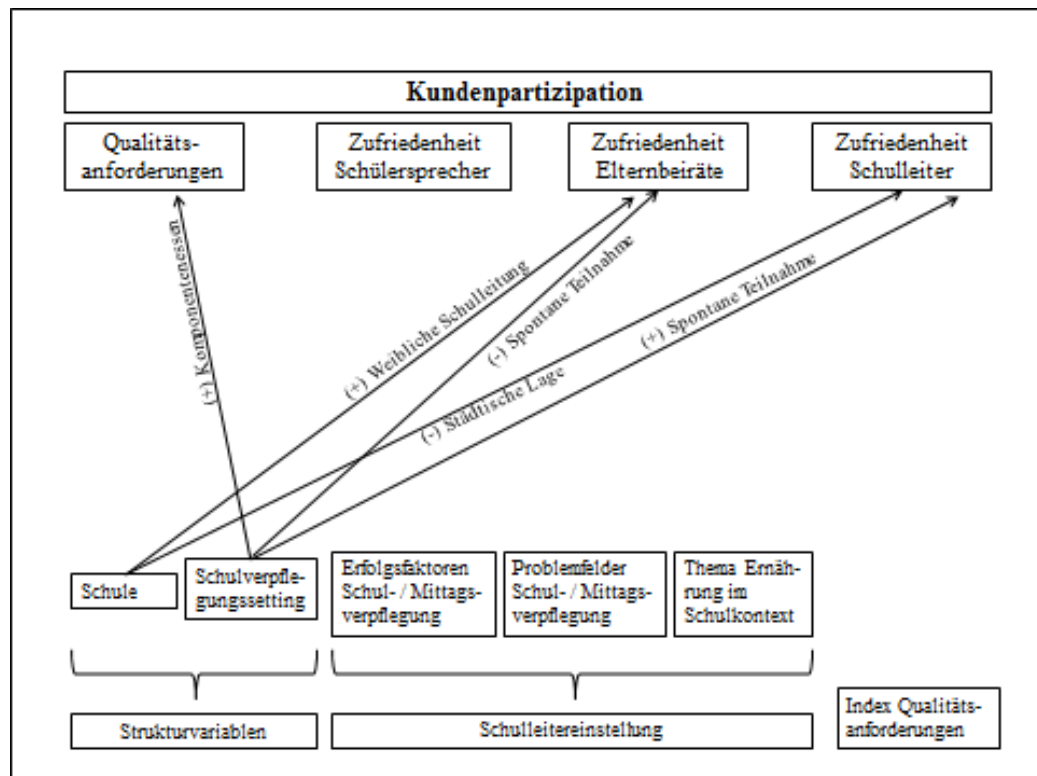 Kundenpartizipation
Qualitäts-
anforderungen
Zufriedenheit
Schülersprecher
Zufriedenheit
Elternbeiräte
Zufriedenheit
Schulleiter
(+) Komponentenessen
(+) Weibliche Schulleitung
(-) Spontane Teilnahme
(-) Städtische Lage
(+) Spontane Teilnahme
Schule
Schulverpfle-
gungssetting
Erfolgsfaktoren
Schul- / Mittags-
verpflegung
Problemfelder
Schul- / Mittags-
verpflegung
Thema Ernäh-
rung im
Schulkontext
Strukturvariablen
Schulleitereinstellung
Index Qualitäts-
anforderungen